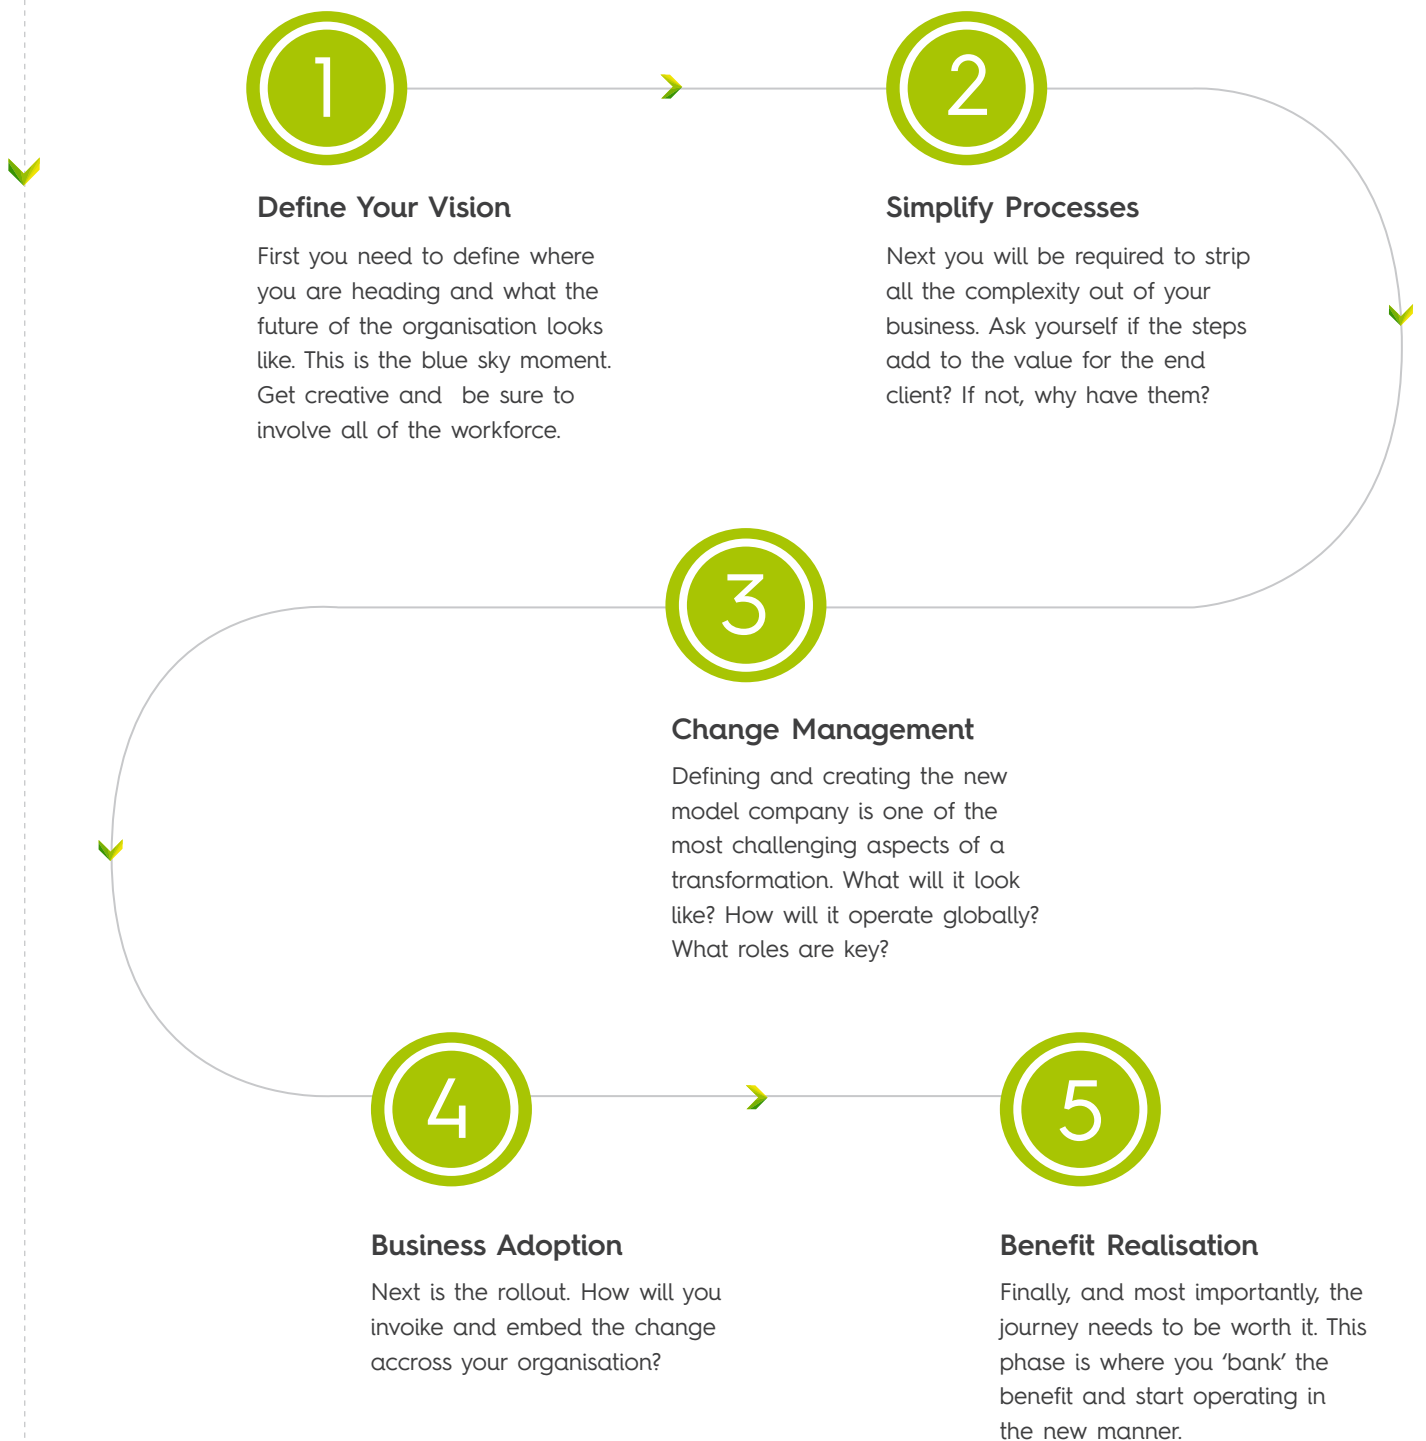 1
Define Your Vision
First you need to define where
you are heading and what the
future of the organisation looks
like. This is the blue sky moment.
Get creative and be sure to
involve all of the workforce.
2
Simplify Processes
Next you will be required to strip
all the complexity out of your
business. Ask yourself if the steps
add to the value for the end
client? If not, why have them?
3
Change Management
Defining and creating the new
model company is one of the
most challenging aspects of a
transformation. What will it look
like? How will it operate globally?
What roles are key?
4
Business Adoption
Next is the rollout. How will you
invoike and embed the change
accross your organisation?
5
Benefit Realisation
Finally, and most importantly, the
journey needs to be worth it. This
phase is where you ‘bank’ the
benefit and start operating in
the new manner.